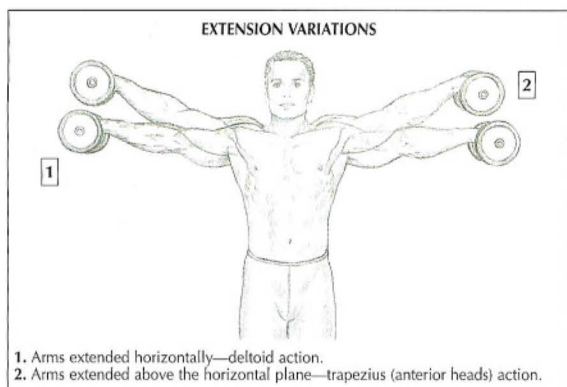 EXTENSION VARIATIONS
2
1
1. Arms extended horizontally—deltoid action.
2. Arms extended above the horizontal plane—trapezius (anterior heads) action.